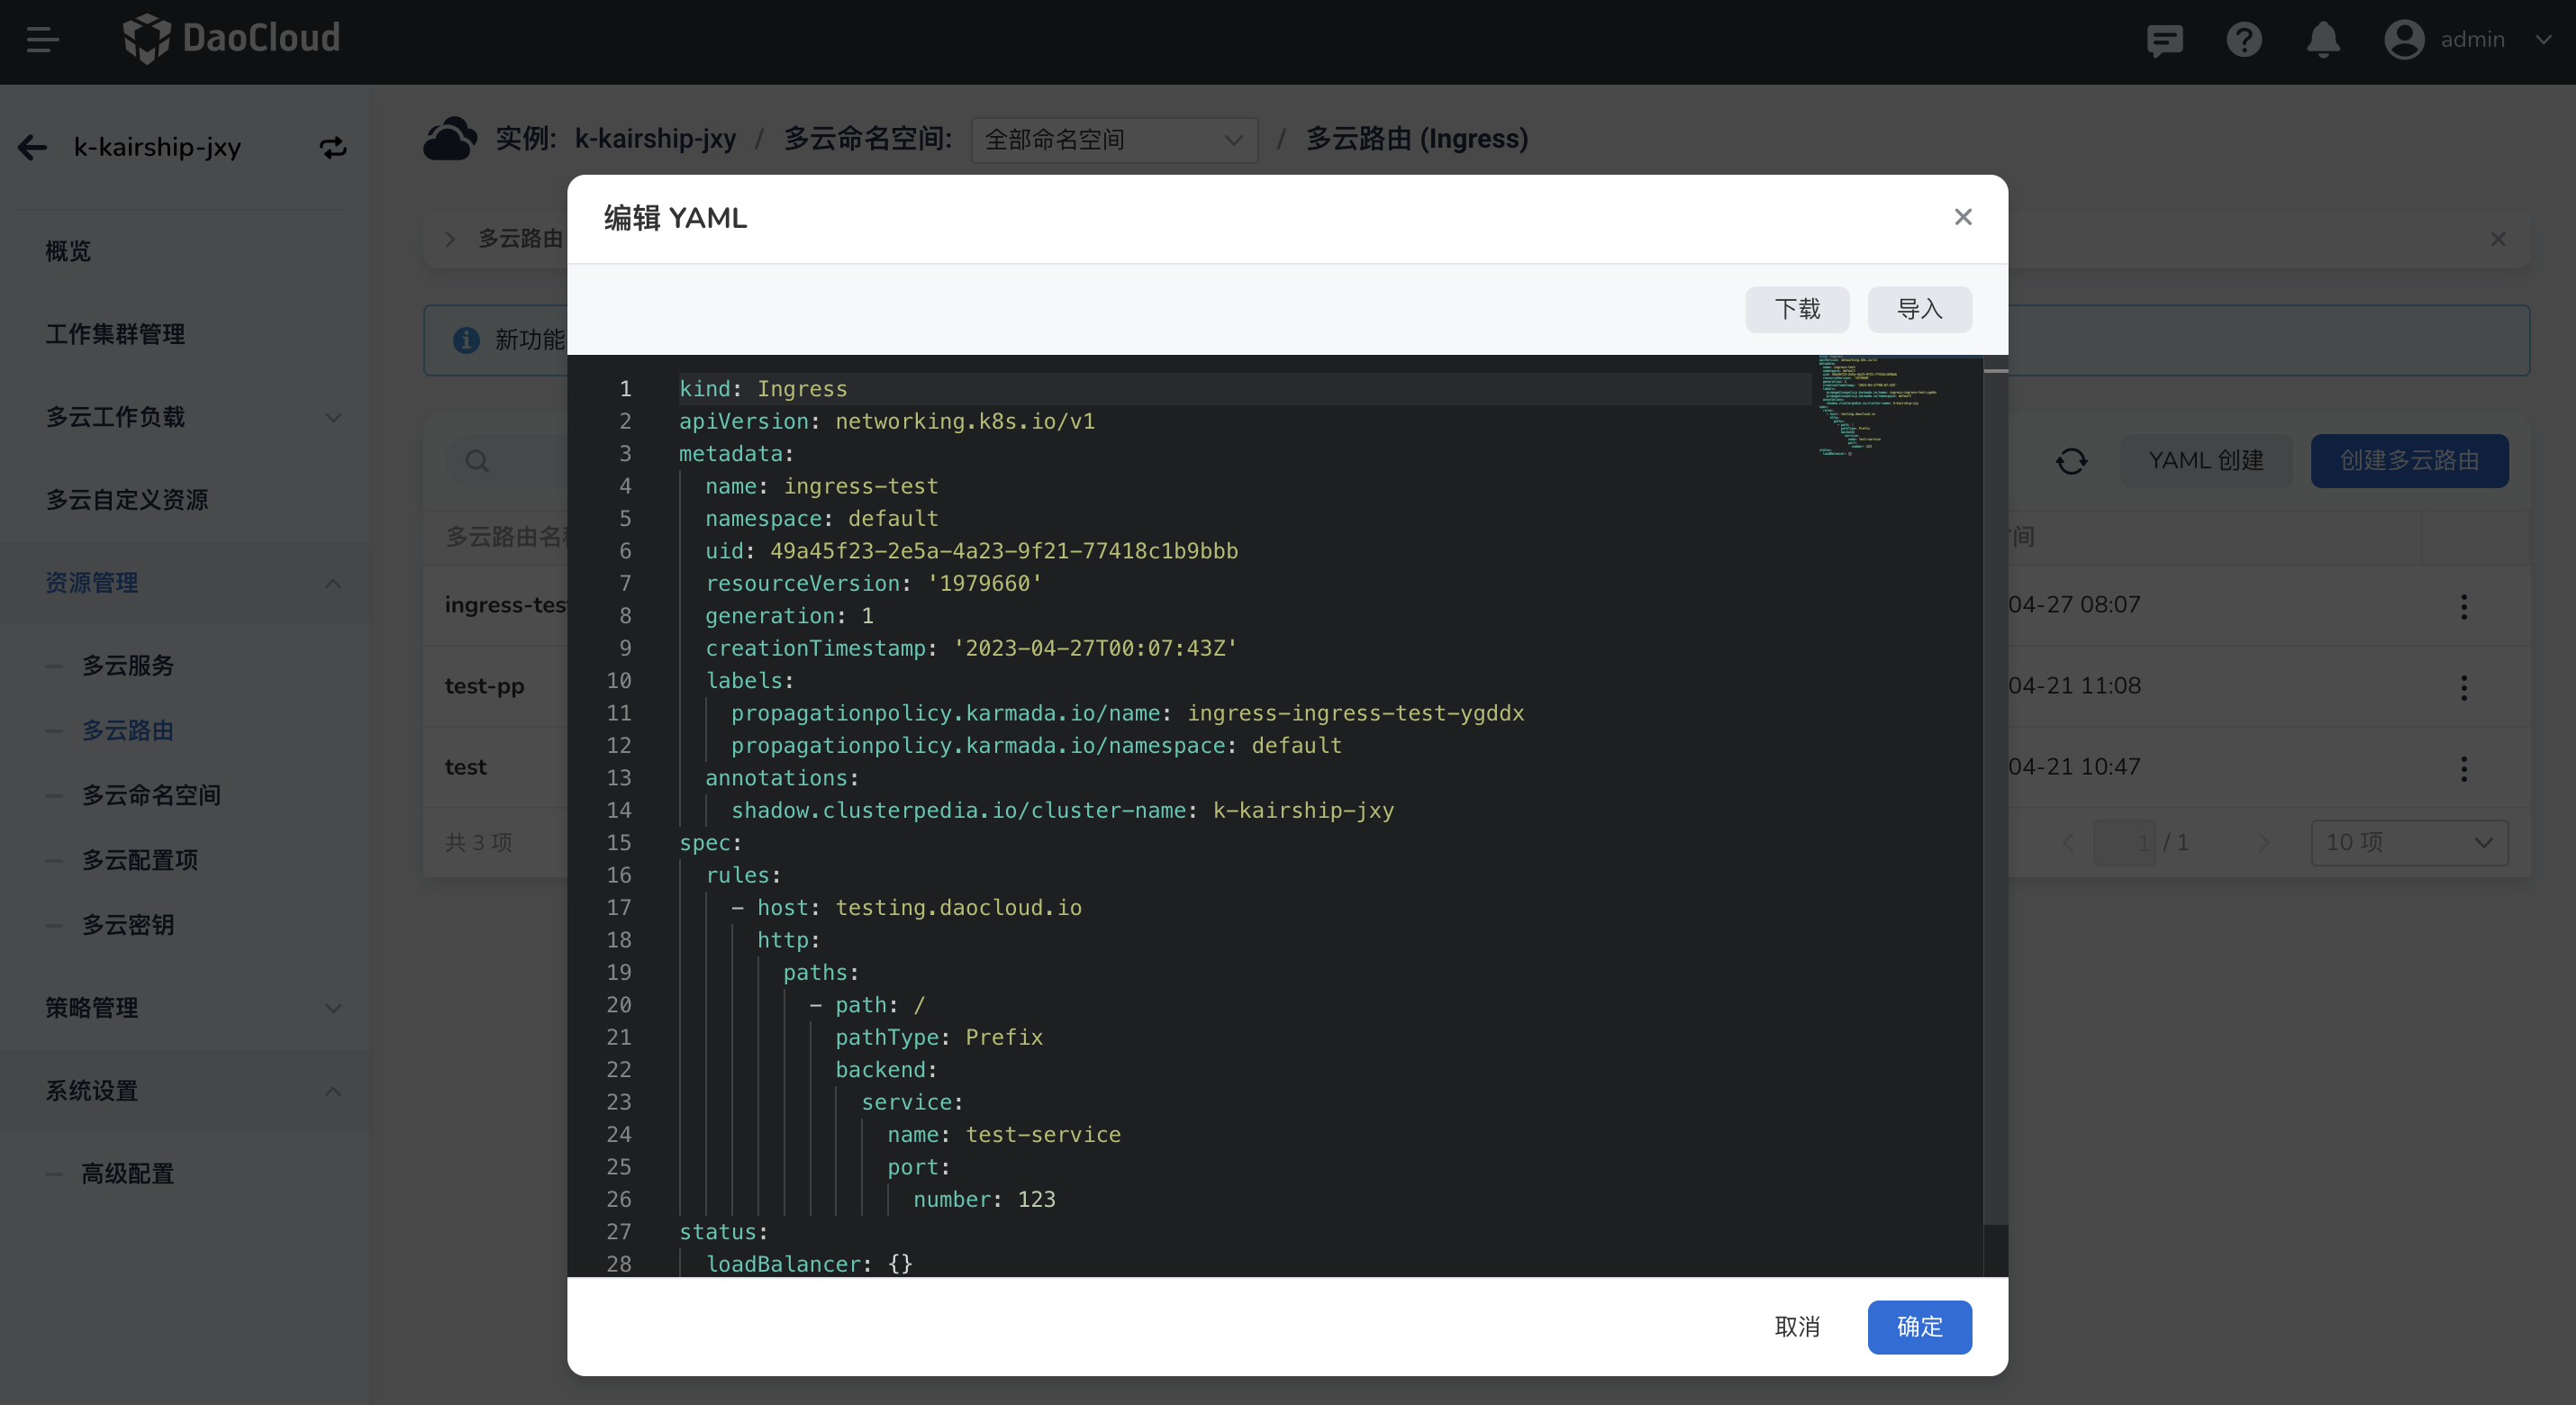 DaoCloud
admin
k-kairship-jxy
实例: k-kairship-jxy / 多云命名空间: 全部命名空间 / 多云路由 (Ingress)
概览
工作集群管理
多云工作负载
多云自定义资源
资源管理
多云服务
多云路由
多云命名空间
多云配置项
多云密钥
策略管理
系统设置
高级配置
多云路由
新功能
YAML 创建
创建多云路由
多云路由名
间
ingress-tes
04-27 08:07
test-pp
04-21 11:08
test
04-21 10:47
共 3 项
1 / 1
10 项
编辑 YAML
下载
导入
1 kind: Ingress
2 apiVersion: networking.k8s.io/v1
3 metadata:
4 name: ingress-test
5 namespace: default
6 uid: 49a45f23-2e5a-4a23-9f21-77418c1b9bbb
7 resourceVersion: '1979660'
8 generation: 1
9 creationTimestamp: '2023-04-27T00:07:43Z'
10 labels:
11 propagationpolicy.karmada.io/name: ingress-ingress-test-ygddx
12 propagationpolicy.karmada.io/namespace: default
13 annotations:
14 shadow.clusterpedia.io/cluster-name: k-kairship-jxy
15 spec:
16 rules:
17 - host: testing.daocloud.io
18 http:
19 paths:
20 - path: /
21 pathType: Prefix
22 backend:
23 service:
24 name: test-service
25 port:
26 number: 123
27 status:
28 loadBalancer: {}
取消
确定